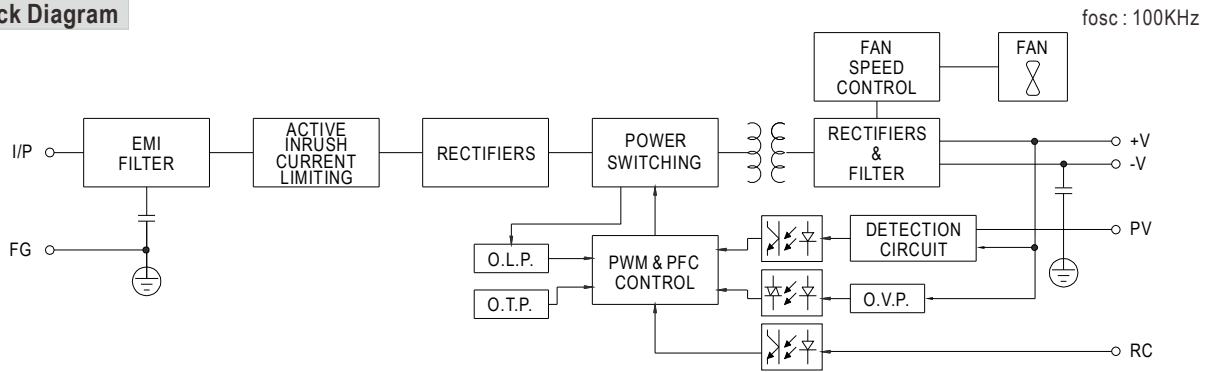 ck Diagram
fosc : 100KHz
FAN
SPEED
CONTROL
FAN
I/P
EMI
FILTER
ACTIVE
INRUSH
CURRENT
LIMITING
RECTIFIERS
POWER
SWITCHING
RECTIFIERS
&
FILTER
+V
-V
FG
O.L.P.
PWM & PFC
CONTROL
DETECTION
CIRCUIT
PV
O.T.P.
O.V.P.
RC